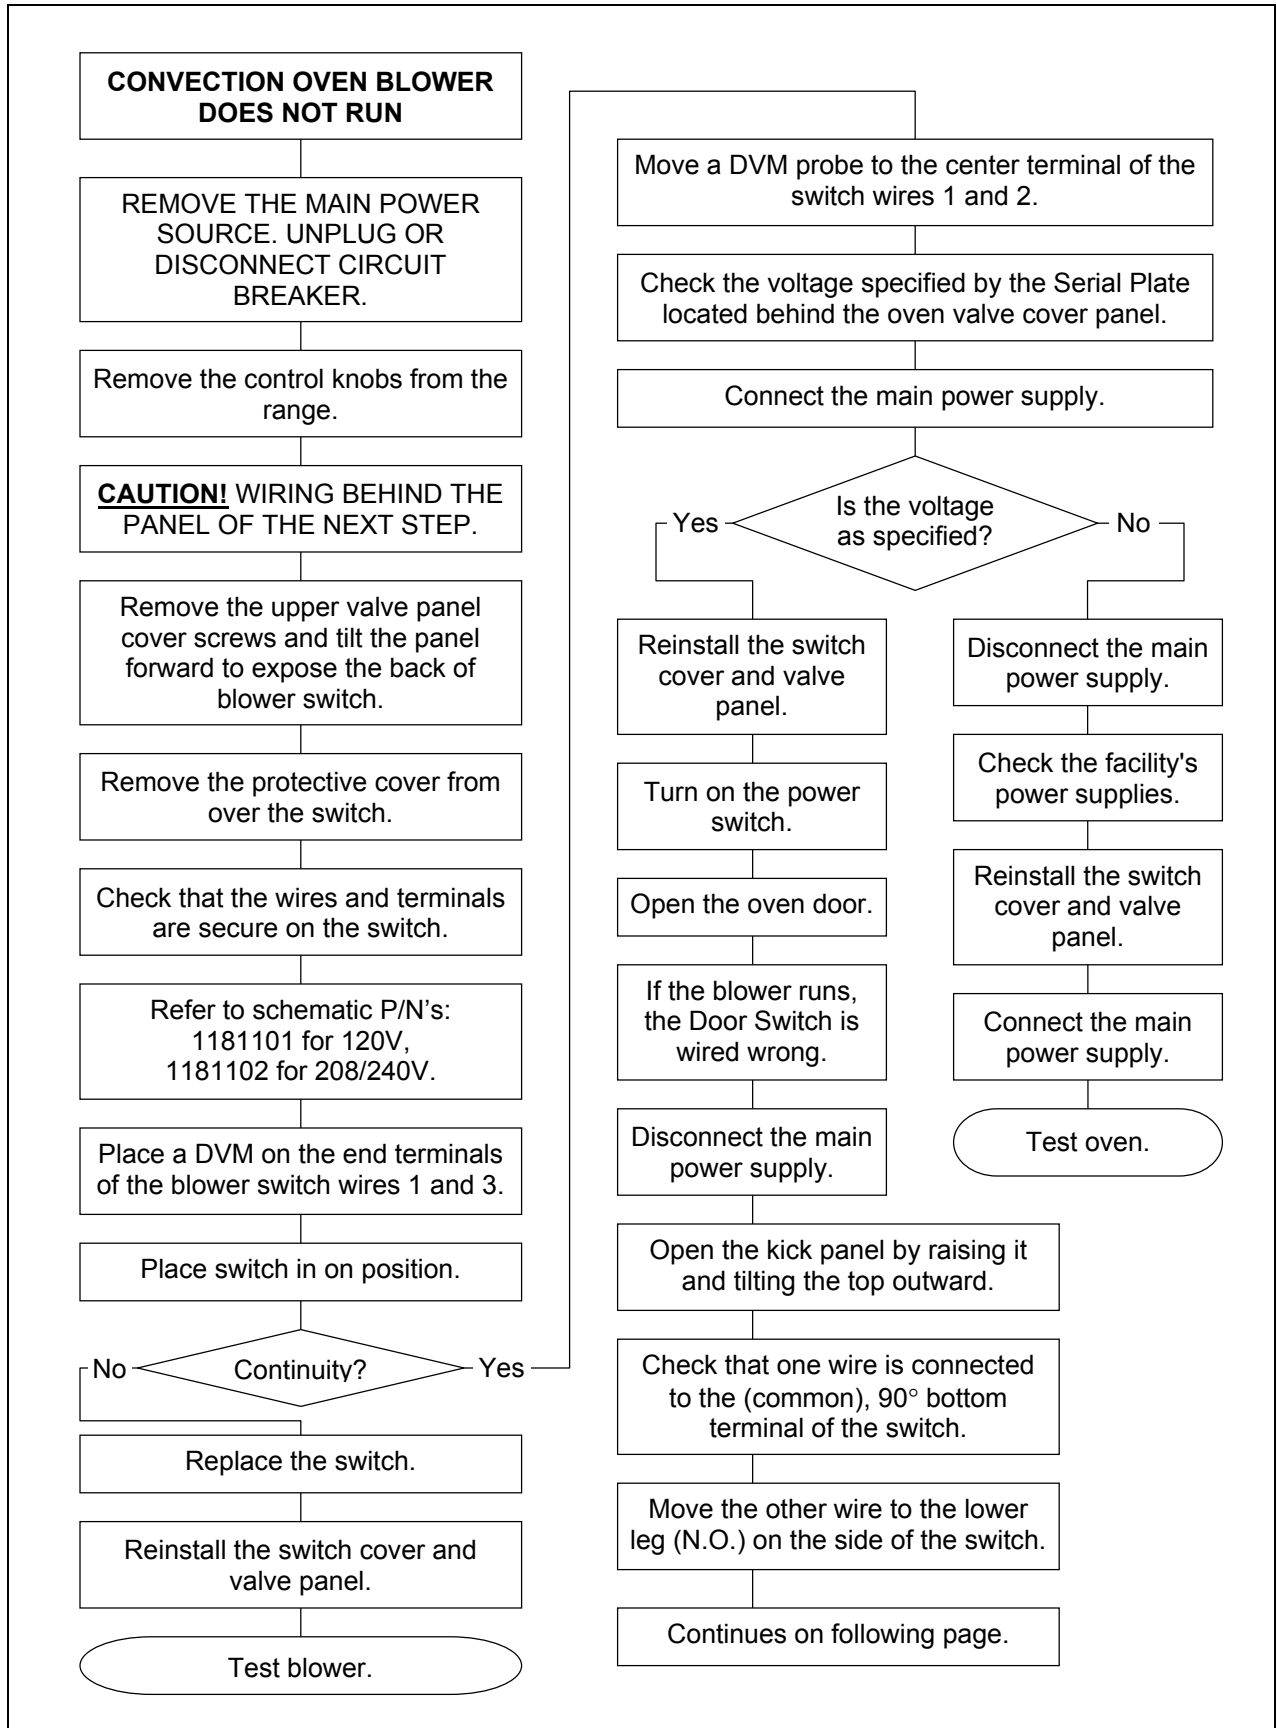 CONVECTION OVEN BLOWER
DOES NOT RUN
REMOVE THE MAIN POWER
SOURCE. UNPLUG OR
DISCONNECT CIRCUIT
BREAKER.
Remove the control knobs from the
range.
CAUTION! WIRING BEHIND THE
PANEL OF THE NEXT STEP.
Remove the upper valve panel
cover screws and tilt the panel
forward to expose the back of
blower switch.
Remove the protective cover from
over the switch.
Check that the wires and terminals
are secure on the switch.
Refer to schematic P/N’s:
1181101 for 120V,
1181102 for 208/240V.
Place a DVM on the end terminals
of the blower switch wires 1 and 3.
Place switch in on position.
No
Continuity?
Yes
Replace the switch.
Reinstall the switch cover and
valve panel.
Test blower.
Move a DVM probe to the center terminal of the
switch wires 1 and 2.
Check the voltage specified by the Serial Plate
located behind the oven valve cover panel.
Connect the main power supply.
Yes
Is the voltage
as specified?
No
Reinstall the switch
cover and valve
panel.
Turn on the power
switch.
Open the oven door.
If the blower runs,
the Door Switch is
wired wrong.
Disconnect the main
power supply.
Open the kick panel by raising it
and tilting the top outward.
Check that one wire is connected
to the (common), 90° bottom
terminal of the switch.
Move the other wire to the lower
leg (N.O.) on the side of the switch.
Continues on following page.
Disconnect the main
power supply.
Check the facility's
power supplies.
Reinstall the switch
cover and valve
panel.
Connect the main
power supply.
Test oven.